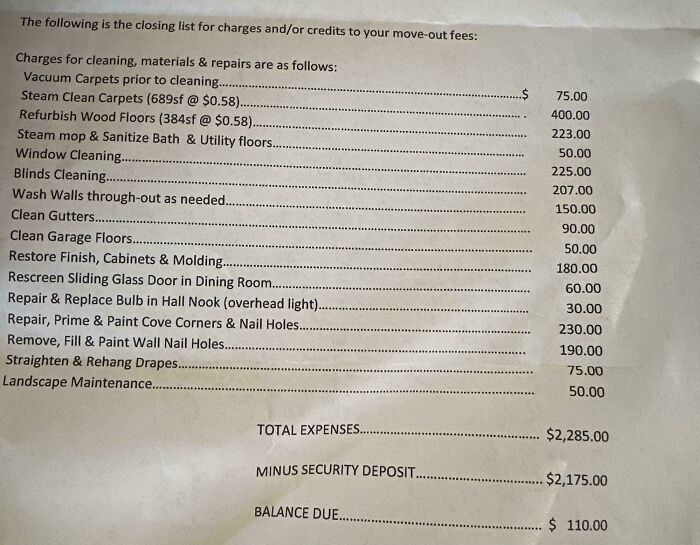 The following is the closing list for charges and/or credits to your move-out fees:
Charges for cleaning, materials & repairs are as follows:
Vacuum Carpets prior to cleaning.....$ 75.00
Steam Clean Carpets (689sf @ $0.58)..... 400.00
Refurbish Wood Floors (384sf @ $0.58)..... 223.00
Steam mop & Sanitize Bath & Utility floors..... 50.00
Window Cleaning..... 225.00
Blinds Cleaning..... 207.00
Wash Walls through-out as needed..... 150.00
Clean Gutters..... 90.00
Clean Garage Floors..... 50.00
Restore Finish, Cabinets & Molding..... 180.00
Rescreen Sliding Glass Door in Dining Room..... 60.00
Repair & Replace Bulb in Hall Nook (overhead light)..... 30.00
Repair, Prime & Paint Cove Corners & Nail Holes..... 230.00
Remove, Fill & Paint Wall Nail Holes..... 190.00
Straighten & Rehang Drapes..... 75.00
Landscape Maintenance..... 50.00
TOTAL EXPENSES..... $2,285.00
MINUS SECURITY DEPOSIT..... $2,175.00
BALANCE DUE..... $ 110.00